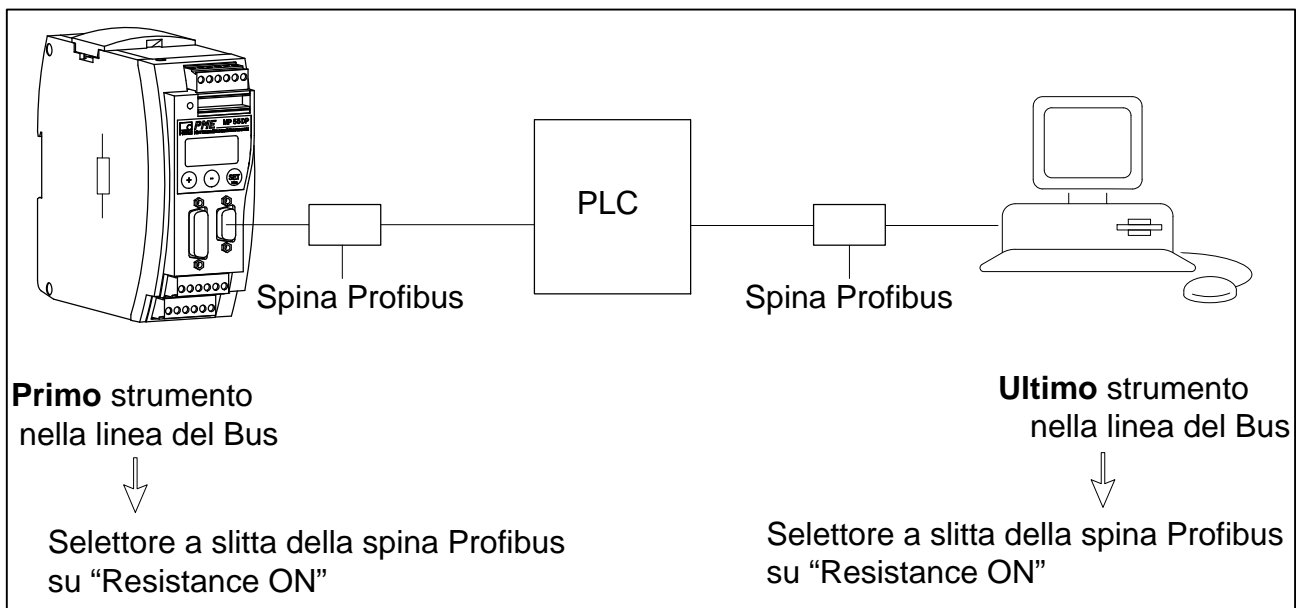 PME MP 55DP
+
-
SET
PLC
Spina Profibus
Spina Profibus
Primo strumento
nella linea del Bus
Ultimo strumento
nella linea del Bus
Selettore a slitta della spina Profibus
su “Resistance ON”
Selettore a slitta della spina Profibus
su “Resistance ON”